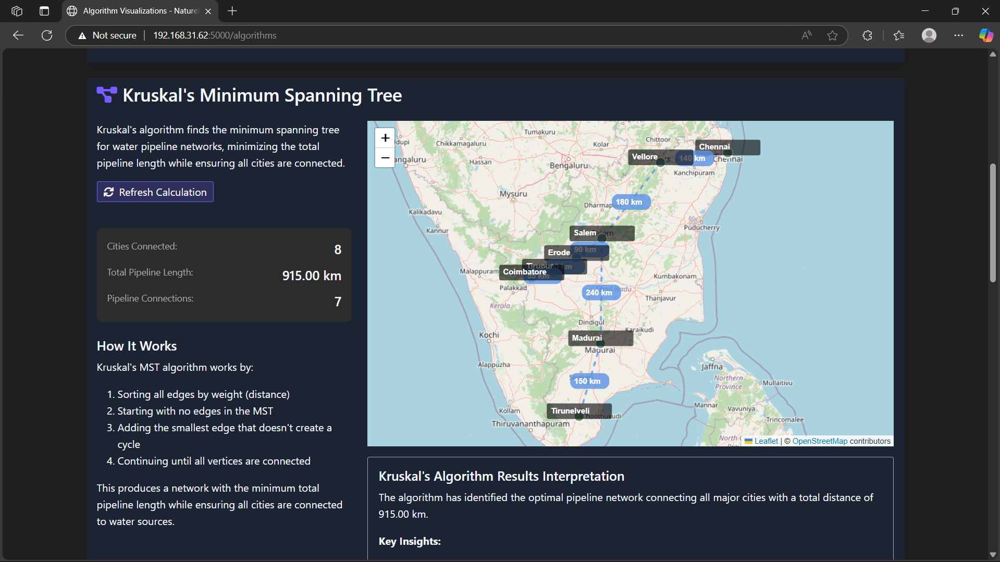 Algorithm Visualizations - Nature
Not secure
192.168.31.62:5000/algorithms
Kruskal's Minimum Spanning Tree
Kruskal's algorithm finds the minimum spanning tree
for water pipeline networks, minimizing the total
pipeline length while ensuring all cities are connected.
Refresh Calculation
Cities Connected:
8
Total Pipeline Length:
915.00 km
Pipeline Connections:
7
How It Works
Kruskal's MST algorithm works by:
1. Sorting all edges by weight (distance)
2. Starting with no edges in the MST
3. Adding the smallest edge that doesn't create a
cycle
4. Continuing until all vertices are connected
This produces a network with the minimum total
pipeline length while ensuring all cities are connected
to water sources.
+
−
Tumakuru
Chikkamagaluru
Kolar
Chittoor
Chennai
Vellore
140 km
Chennai
Hassan
Bengaluru
Kanchipuram
Mysuru
180 km
Kalikadavu
Kannur
Puducherry
Salem
Erode
90 km
Coimbatore
55 km
Malappuram
Palakkad
Kumbakonam
240 km
Tamil Nadu
Thanjavur
Kerala
Dindigul
Karaikudi
Kochi
Madurai
Madurai
Alappuzha
Jaffna
Northern
Province
Mullaitivu
150 km
Mannar
Vavuniya
Kollam
Tirunelveli
Trincomalee
Thiruvananthapuram
Leaflet | © OpenStreetMap contributors
Kruskal's Algorithm Results Interpretation
The algorithm has identified the optimal pipeline network connecting all major cities with a total distance of
915.00 km.
Key Insights: